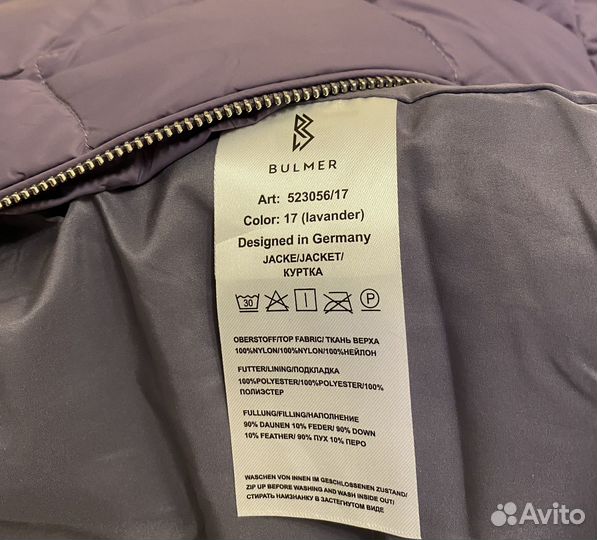 BULMER
Art: 523056/17
Color: 17 (lavander)
Designed in Germany
JACKE/JACKET/
КУРТКА
30
P
OBERSTOFF/TOP FABRIC/ ТКАНЬ ВЕРХА
100%NYLON/100%NYLON/100%НЕЙЛОН
FUTTER/LINING/ПОДКЛАДКА
100%POLYESTER/100%POLYESTER/100%
ПОЛИЭСТЕР
FULLUNG/FILLING/НАПОЛНЕНИЕ
90% DAUNEN 10% FEDER/ 90% DOWN
10% FEATHER/ 90% ПУХ 10% ПЕРО
WASCHEN VON INNEN IM GESCHLOSSENEN ZUSTAND/
ZIP UP BEFORE WASHING AND WASH INSIDE OUT/
СТИРАТЬ НАИЗНАНКУ В ЗАСТЕГНУТОМ ВИДЕ
Avito